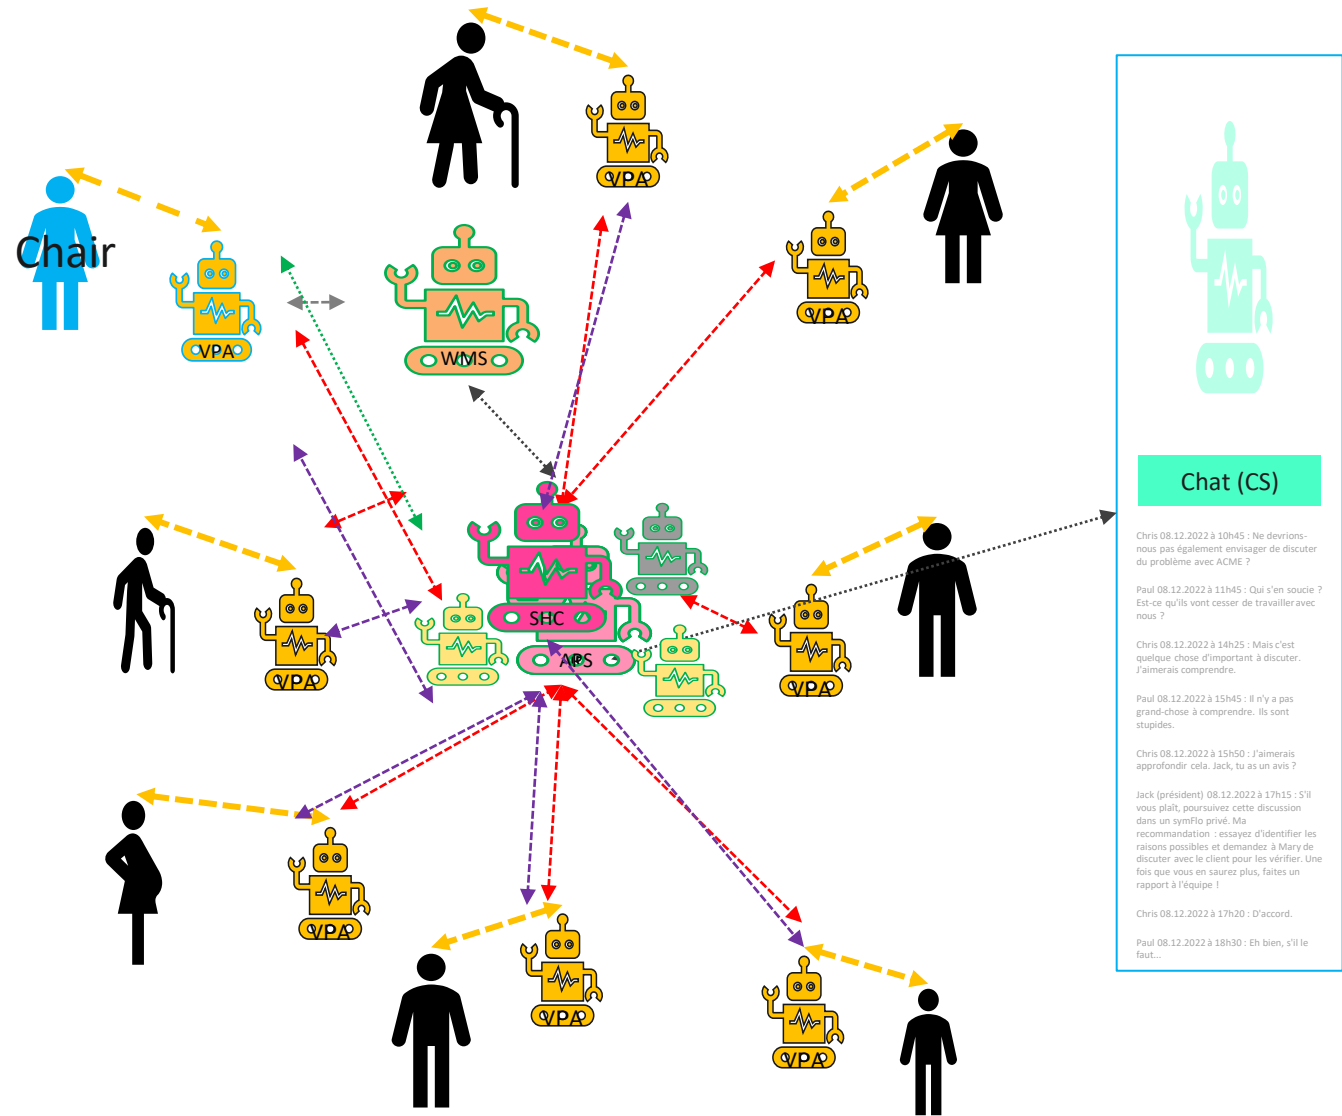 VPA
VPA
Chair
VPA
VPA
WMS
Chat (CS)
Chris 08.12.2022 à 10h45 : Ne devrions-
nous pas également envisager de discuter
du problème avec ACME ?
Paul 08.12.2022 à 11h45 : Qui s'en soucie ?
Est-ce qu'ils vont cesser de travailler avec
nous ?
Chris 08.12.2022 à 14h25 : Mais c'est
quelque chose d'important à discuter.
J'aimerais comprendre.
Paul 08.12.2022 à 15h45 : Il n'y a pas
grand-chose à comprendre. Ils sont
stupides.
Chris 08.12.2022 à 15h50 : J'aimerais
approfondir cela. Jack, tu as un avis ?
Jack (président) 08.12.2022 à 17h15 : S'il
vous plaît, poursuivez cette discussion
dans un symFlo privé. Ma
recommandation : essayez d'identifier les
raisons possibles et demandez à Mary de
discuter avec le client pour les vérifier. Une
fois que vous en saurez plus, faites un
rapport à l'équipe !
Chris 08.12.2022 à 17h20 : D'accord.
Paul 08.12.2022 à 18h30 : Eh bien, s'il le
faut...
SHC
APS
VPA
VPA
VPA
VPA
VPA